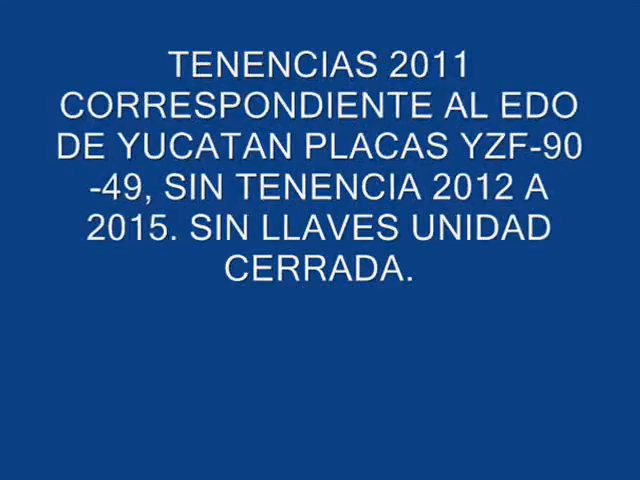 TENENCIAS 2011
CORRESPONDIENTE AL EDO
DE YUCATAN PLACAS YZF-90
-49, SIN TENENCIA 2012 A
2015. SIN LLAVES UNIDAD
CERRADA.